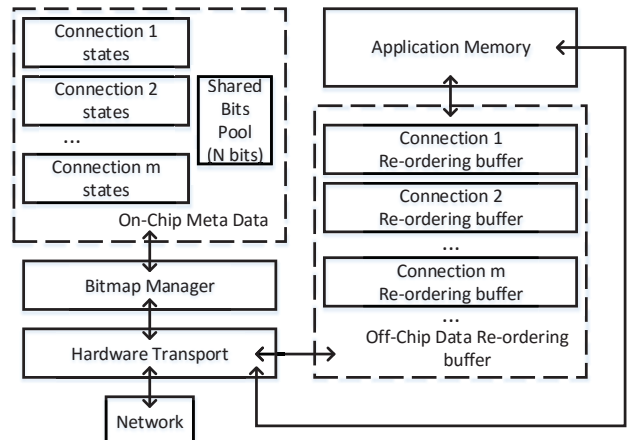 Connection 1
states
Connection 2
states
...
Connection m
states
Shared
Bits
Pool
(N bits)
On-Chip Meta Data
Bitmap Manager
Hardware Transport
Network
Application Memory
Connection 1
Re-ordering buffer
Connection 2
Re-ordering buffer
...
Connection m
Re-ordering buffer
...
Off-Chip Data Re-ordering
buffer